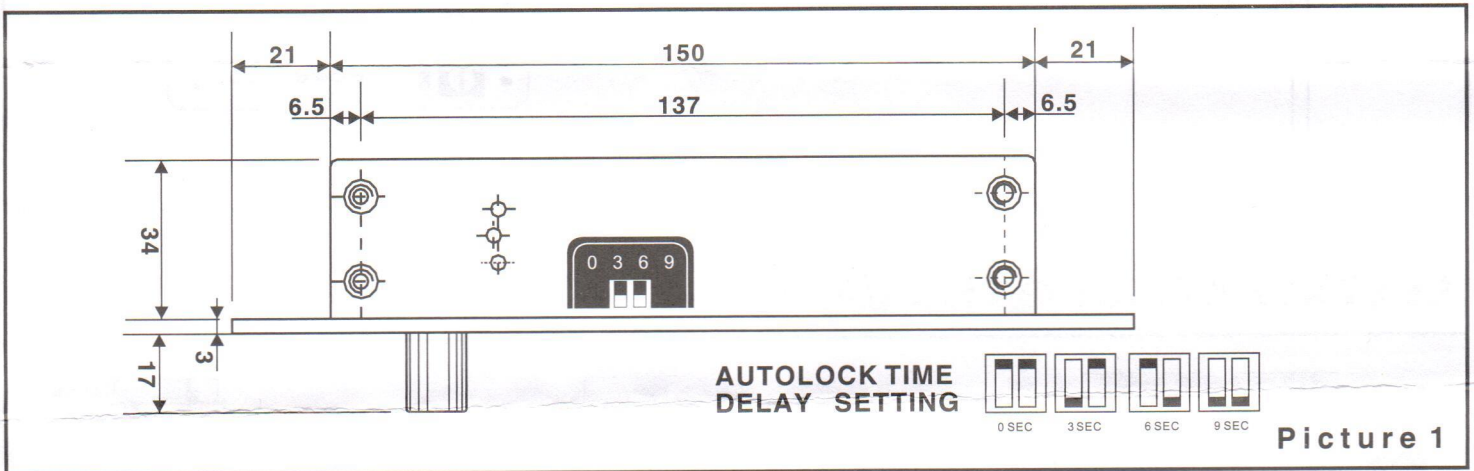 21 150 21
6.5 137 6.5
34
0 3 6 9
3
17
AUTOLOCK TIME
DELAY SETTING
0 SEC 3 SEC 6 SEC 9 SEC
Picture 1